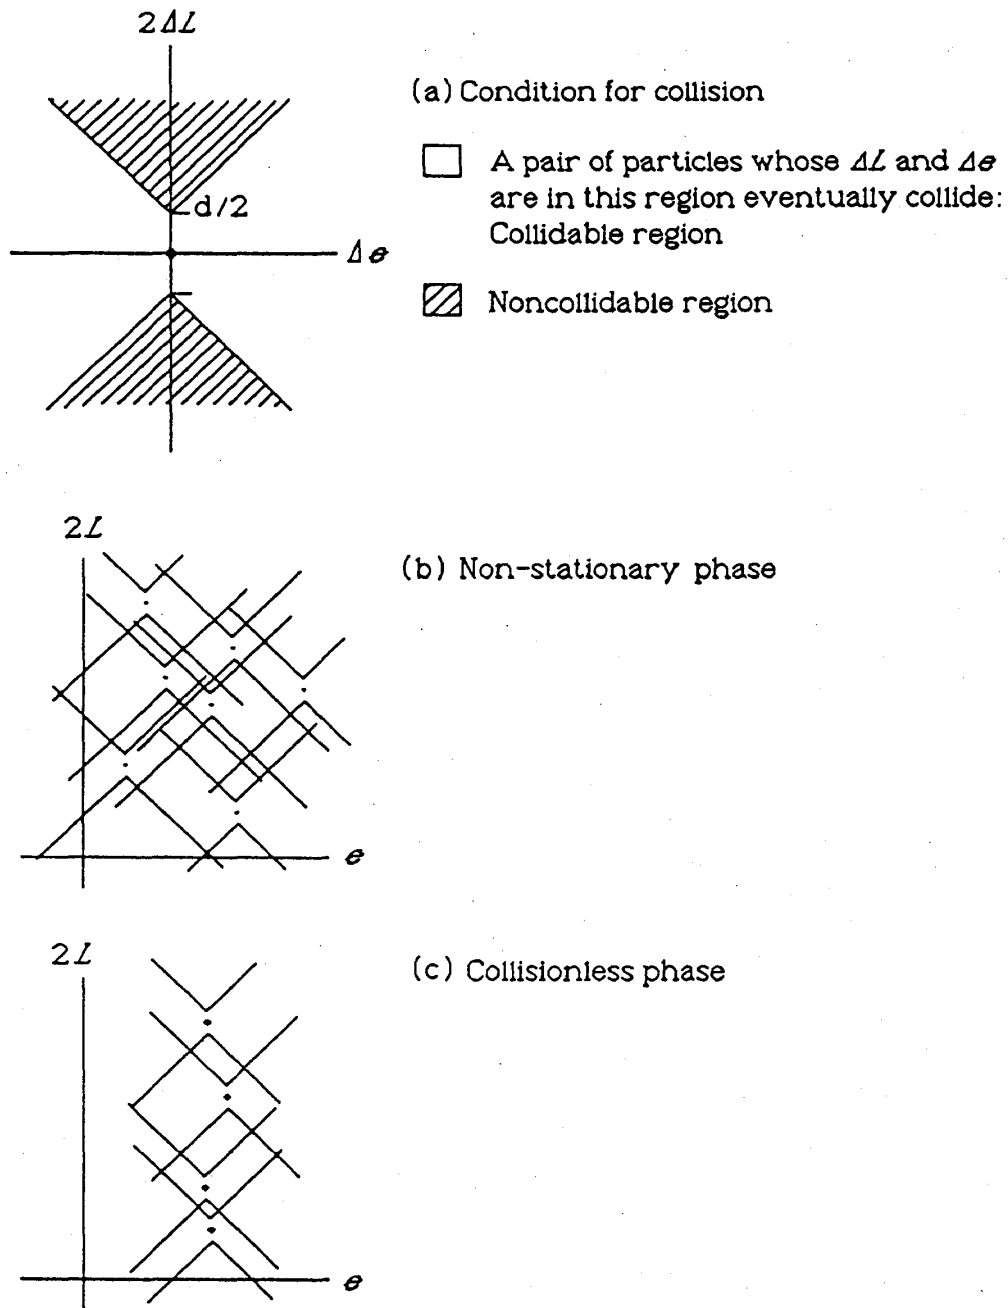 2ΔL
(a) Condition for collision
A pair of particles whose ΔL and Δe
are in this region eventually collide:
Collidable region
d/2
Δe
Noncollidable region
2L
(b) Non-stationary phase
e
2L
(c) Collisionless phase
e